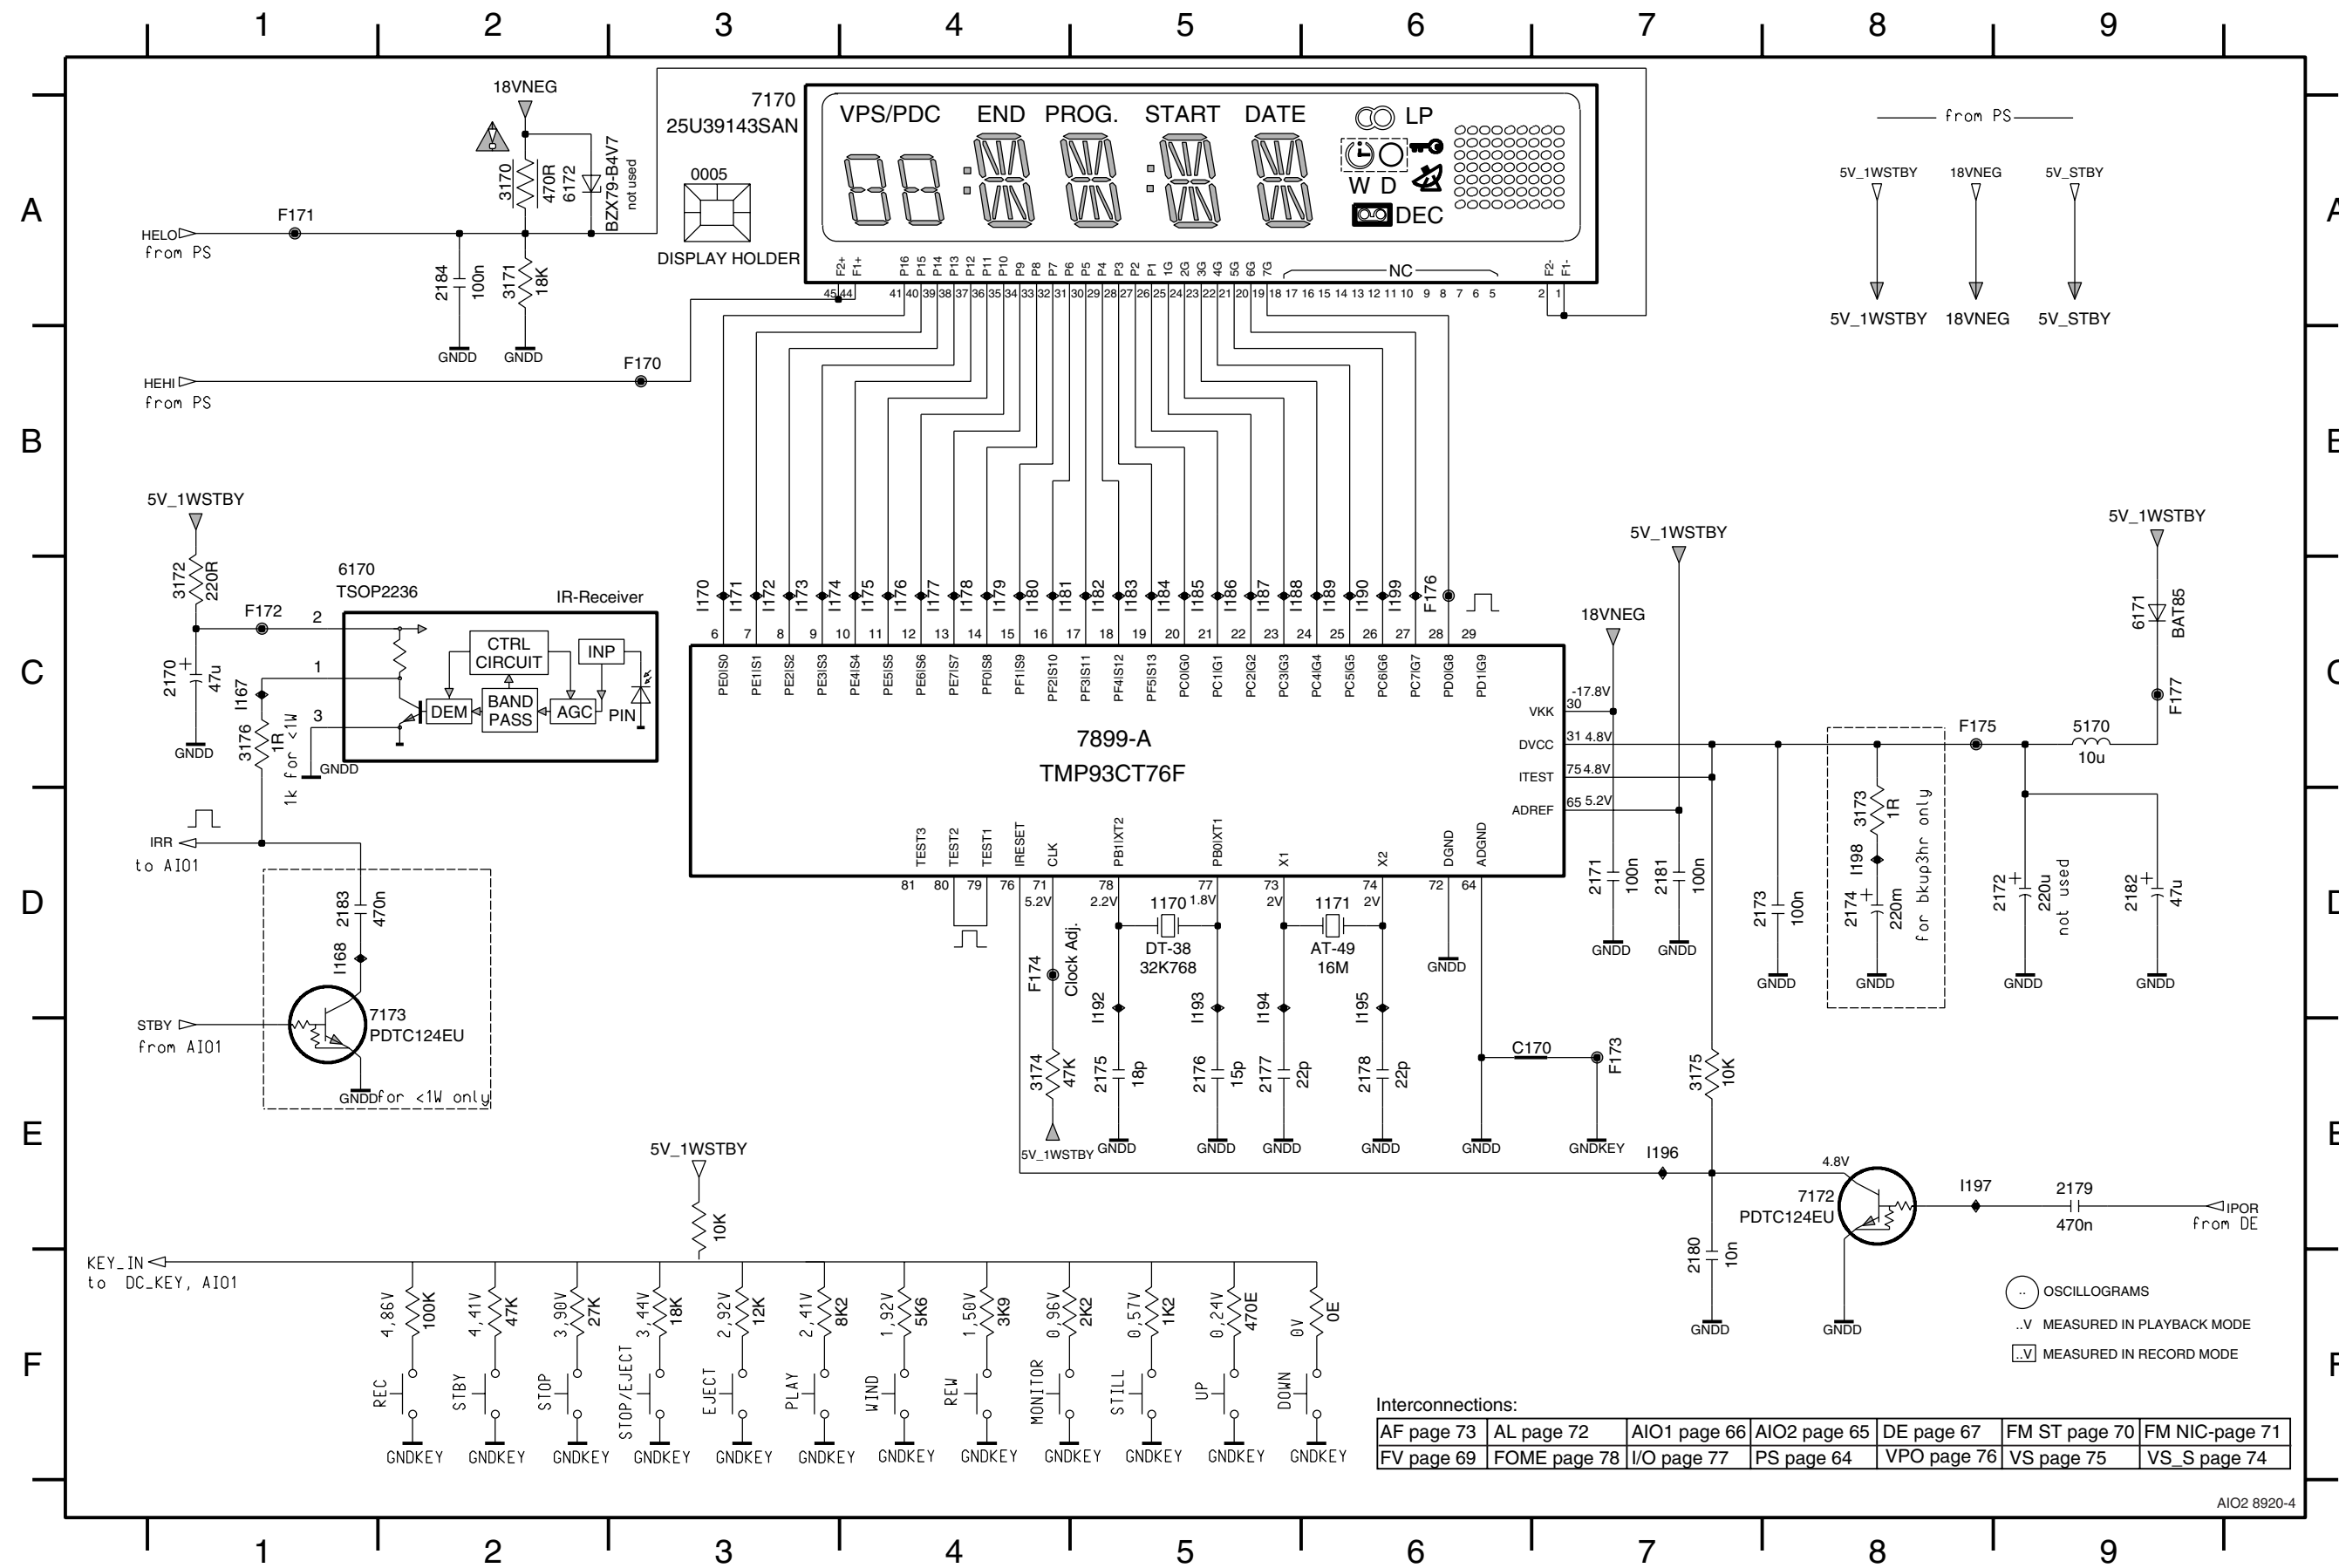 1 2 3 4 5 6 7 8 9
A
B
C
D
E
F
18VNEG
3170
470R
6172
BZX79-B4V7
not used
F171
HELO
from PS
2184
100n
3171
18K
GNDD
GNDD
F170
HEHI
from PS
7170
25U39143SAN
0005
DISPLAY HOLDER
VPS/PDC END PROG. START DATE LP
W D
DEC
F2+ F1+ P16 P15 P14 P13 P12 P11 P10 P9 P8 P7 P6 P5 P4 P3 P2 P1 1G 2G 3G 4G 5G 6G 7G NC F2- F1-
45 44 41 40 39 38 37 36 35 34 33 32 31 30 29 28 27 26 25 24 23 22 21 20 19 18 17 16 15 14 13 12 11 10 9 8 7 6 5 2 1
from PS
5V_1WSTBY 18VNEG 5V_STBY
5V_1WSTBY 18VNEG 5V_STBY
5V_1WSTBY
3172
220R
F172
2170
47u
GNDD
I167
3176
1R
1k for <1W
6170
TSOP2236
IR-Receiver
2
1
3
GNDD
CTRL
CIRCUIT
INP
DEM
BAND
PASS
AGC
PIN
IRR
to AIO1
2183
470n
I168
7173
PDTC124EU
STBY
from AIO1
GNDD
for <1W only
I170 I171 I172 I173 I174 I175 I176 I177 I178 I179 I180 I181 I182 I183 I184 I185 I186 I187 I188 I189 I190 I199 F176
6 7 8 9 10 11 12 13 14 15 16 17 18 19 20 21 22 23 24 25 26 27 28 29
PE0IS0 PE1IS1 PE2IS2 PE3IS3 PE4IS4 PE5IS5 PE6IS6 PE7IS7 PF0IS8 PF1IS9 PF2IS10 PF3IS11 PF4IS12 PF5IS13 PC0IG0 PC1IG1 PC2IG2 PC3IG3 PC4IG4 PC5IG5 PC6IG6 PC7IG7 PD0IG8 PD1IG9
7899-A
TMP93CT76F
VKK 30 -17.8V
DVCC 31 4.8V
ITEST 75 4.8V
ADREF 65 5.2V
TEST3 TEST2 TEST1 IRESET CLK PB1IXT2 PB0IXT1 X1 X2 DGND ADGND
81 80 79 76 71 78 77 73 74 72 64
5.2V 2.2V 1.8V 2V 2V
1170
DT-38
32K768
1171
AT-49
16M
GNDD
F174
Clock Adj.
I192 I193 I194 I195
3174
47K
2175
18p
2176
15p
2177
22p
2178
22p
C170
F173
5V_1WSTBY
GNDD GNDD GNDD GNDD GNDD GNDKEY
18VNEG
5V_1WSTBY
5V_1WSTBY
6171
BAT85
F177
5170
10u
F175
2171
100n
2181
100n
2173
100n
3173
1R
I198
2174
220m
for bkup3hr only
2172
220u
not used
2182
47u
GNDD GNDD GNDD GNDD GNDD GNDD
3175
10K
I196
4.8V
7172
PDTC124EU
I197
2179
470n
IPOR
from DE
2180
10n
GNDD GNDD
5V_1WSTBY
10K
KEY_IN
to DC_KEY, AIO1
4,86V 4,41V 3,90V 3,44V 2,92V 2,41V 1,92V 1,50V 0,96V 0,57V 0,24V 0V
100K 47K 27K 18K 12K 8K2 5K6 3K9 2K2 1K2 470E 0E
REC STBY STOP STOP/EJECT EJECT PLAY WIND REW MONITOR STILL UP DOWN
GNDKEY GNDKEY GNDKEY GNDKEY GNDKEY GNDKEY GNDKEY GNDKEY GNDKEY GNDKEY GNDKEY GNDKEY
.. OSCILLOGRAMS
..V MEASURED IN PLAYBACK MODE
..V MEASURED IN RECORD MODE
Interconnections:
AF page 73 AL page 72 AIO1 page 66 AIO2 page 65 DE page 67 FM ST page 70 FM NIC-page 71
FV page 69 FOME page 78 I/O page 77 PS page 64 VPO page 76 VS page 75 VS_S page 74
AIO2 8920-4
A
B
C
D
E
F
1 2 3 4 5 6 7 8 9